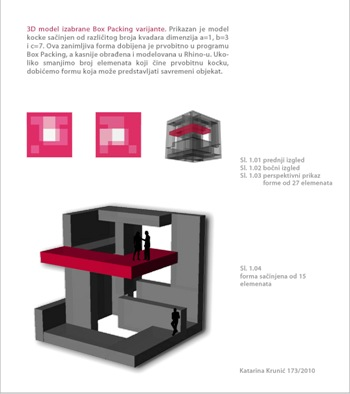 3D model izabrane Box Packing varijante. Prikazan je model
kocke sačinjen od različitog broja kvadara dimenzija a=1, b=3
i c=7. Ova zanimljiva forma dobijena je prvobitno u programu
Box Packing, a kasnije obrađena i modelovana u Rhino-u. Uko-
liko smanjimo broj elemenata koji čine prvobitnu kocku,
dobićemo formu koja može predstavljati savremeni objekat.
Sl. 1.01 prednji izgled
Sl. 1.02 bočni izgled
Sl. 1.03 perspektivni prikaz
forme od 27 elemenata
Sl. 1.04
forma sačinjena od 15
elemenata
Katarina Krunić 173/2010